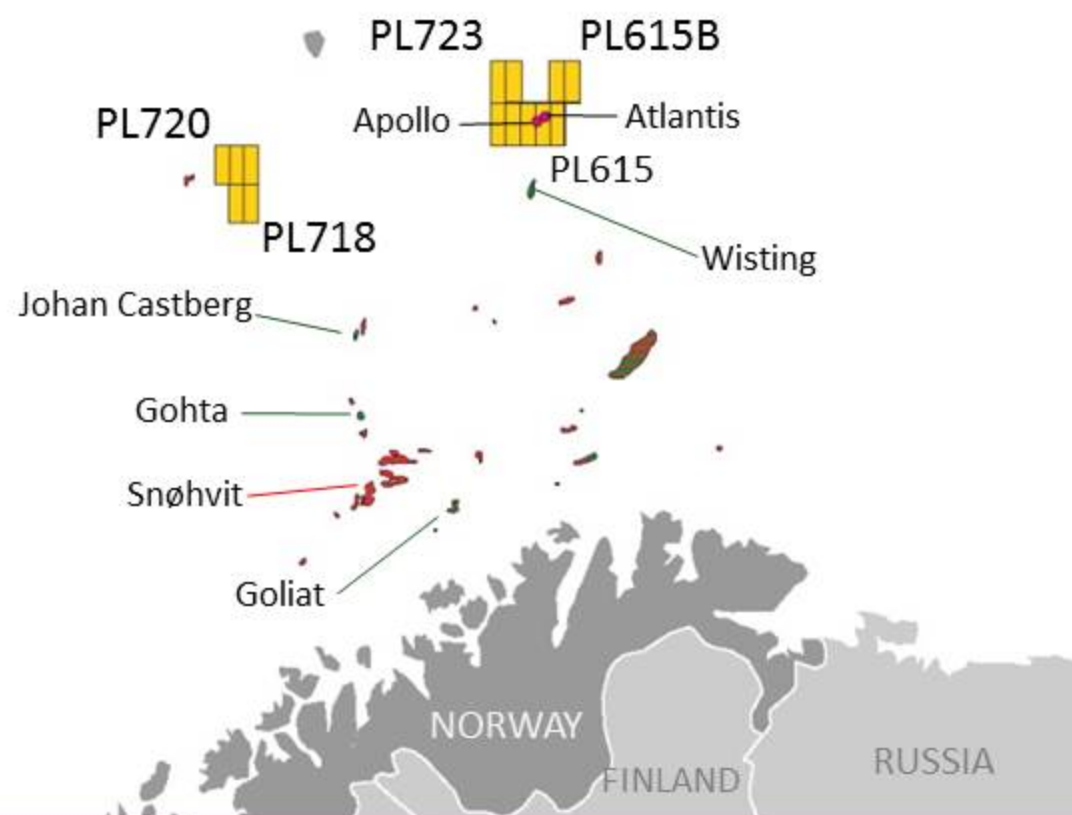 PL723
PL615B
Apollo
Atlantis
PL720
PL615
PL718
Wisting
Johan Castberg
Gohta
Snøhvit
Goliat
NORWAY
FINLAND
RUSSIA